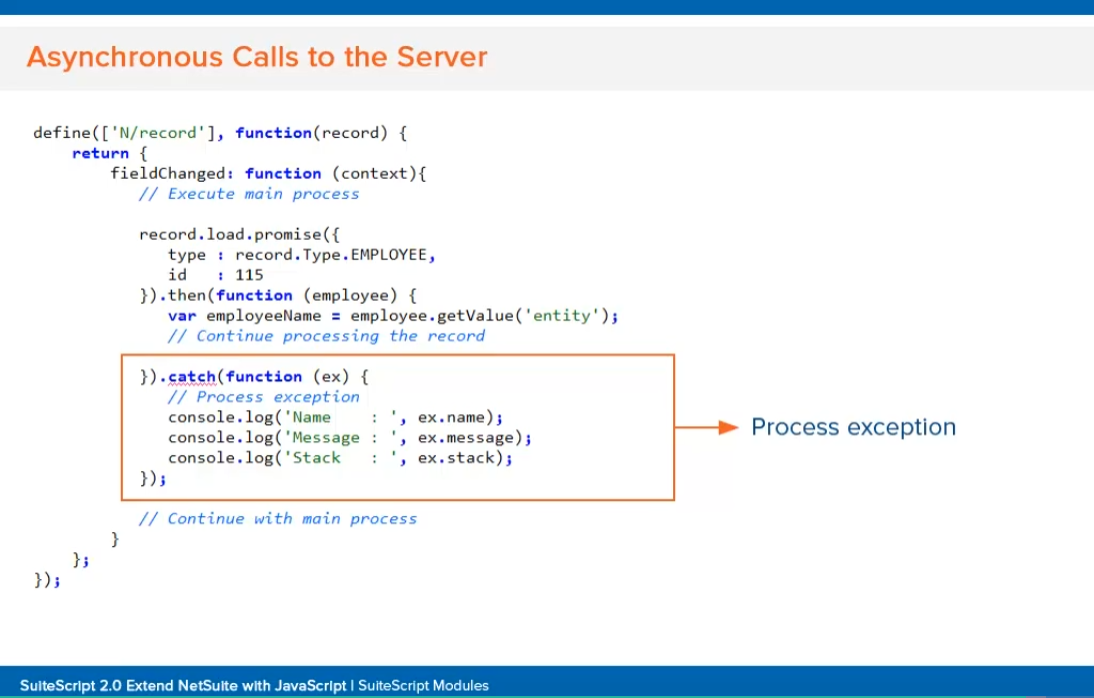 Asynchronous Calls to the Server
define(['N/record'], function(record) {
    return {
        fieldChanged: function (context){
           // Execute main process
           record.load.promise({
              type : record.Type.EMPLOYEE,
              id   : 115
           }).then(function (employee) {
              var employeeName = employee.getValue('entity');
              // Continue processing the record
           }).catch(function (ex) {
              // Process exception
              console.log('Name    : ', ex.name);
              console.log('Message : ', ex.message);
              console.log('Stack   : ', ex.stack);
           });
           // Continue with main process
        }
    };
});
Process exception
SuiteScript 2.0 Extend NetSuite with JavaScript | SuiteScript Modules